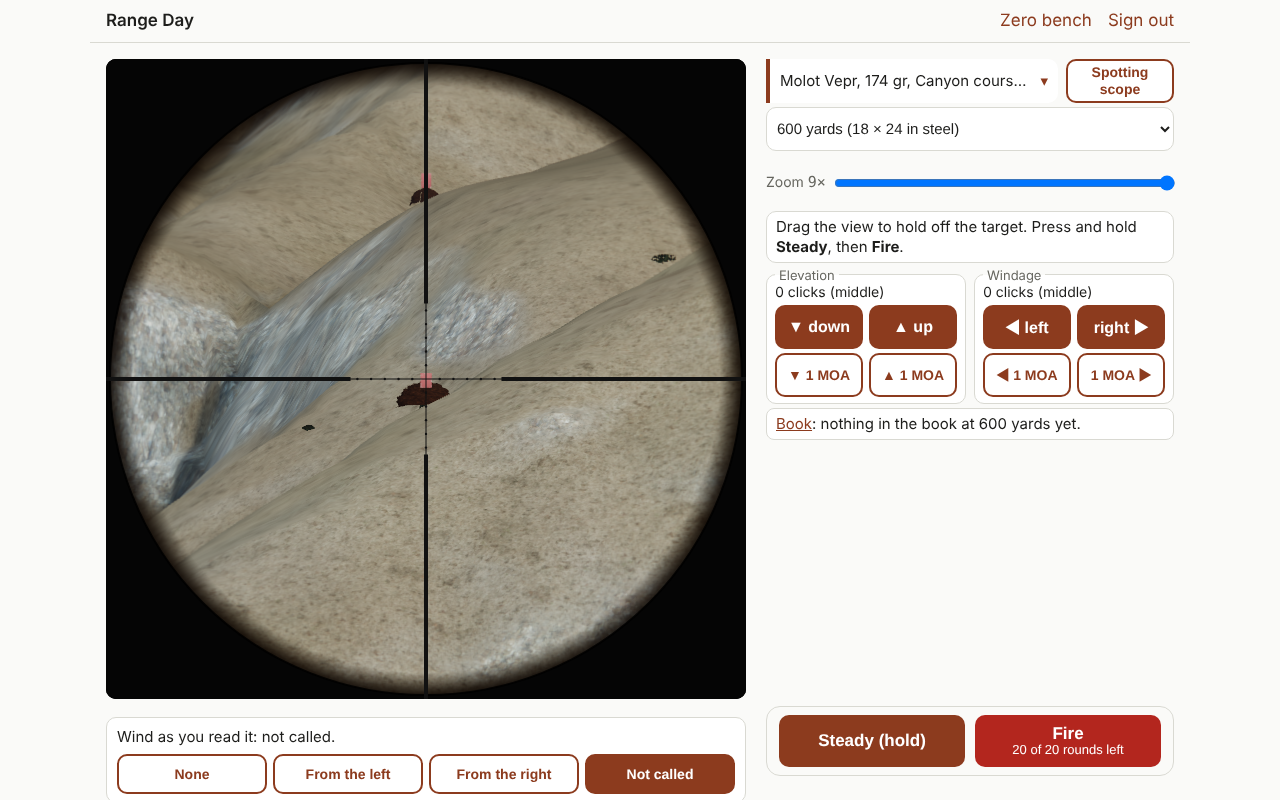 Range Day
Zero bench
Sign out
Molot Vepr, 174 gr, Canyon cours... ▼
Spotting
scope
600 yards (18 × 24 in steel)
Zoom 9×
Drag the view to hold off the target. Press and hold
Steady, then Fire.
Elevation
0 clicks (middle)
▼ down
▲ up
▼ 1 MOA
▲ 1 MOA
Windage
0 clicks (middle)
◀ left
right ▶
◀ 1 MOA
1 MOA ▶
Book: nothing in the book at 600 yards yet.
Steady (hold)
Fire
20 of 20 rounds left
Wind as you read it: not called.
None
From the left
From the right
Not called